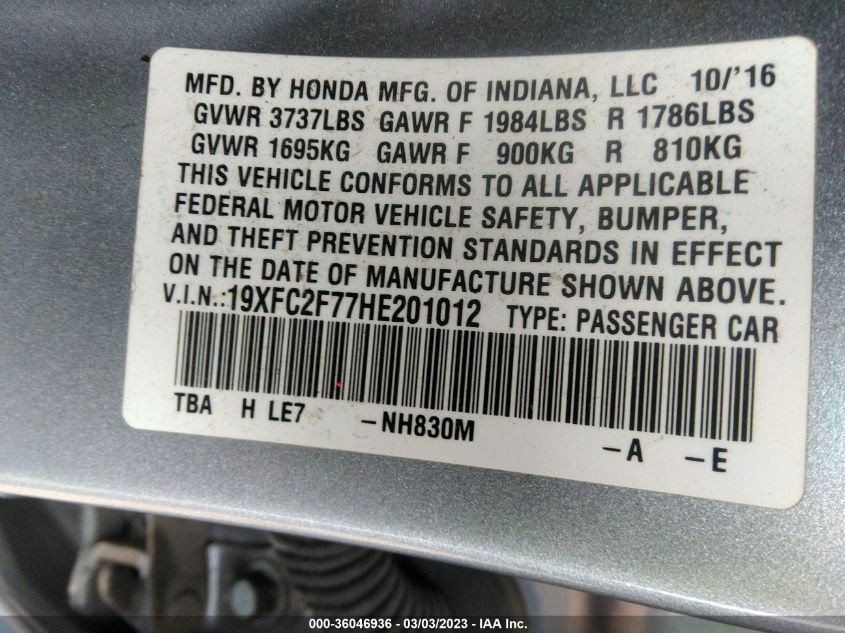 MFD. BY HONDA MFG. OF INDIANA, LLC 10/'16
GVWR 3737LBS GAWR F 1984LBS R 1786LBS
GVWR 1695KG GAWR F 900KG R 810KG
THIS VEHICLE CONFORMS TO ALL APPLICABLE
FEDERAL MOTOR VEHICLE SAFETY, BUMPER,
AND THEFT PREVENTION STANDARDS IN EFFECT
ON THE DATE OF MANUFACTURE SHOWN ABOVE.
V.I.N.:19XFC2F77HE201012 TYPE: PASSENGER CAR
TBA H LE7 -NH830M -A -E
000-36046936 - 03/03/2023 - IAA Inc.